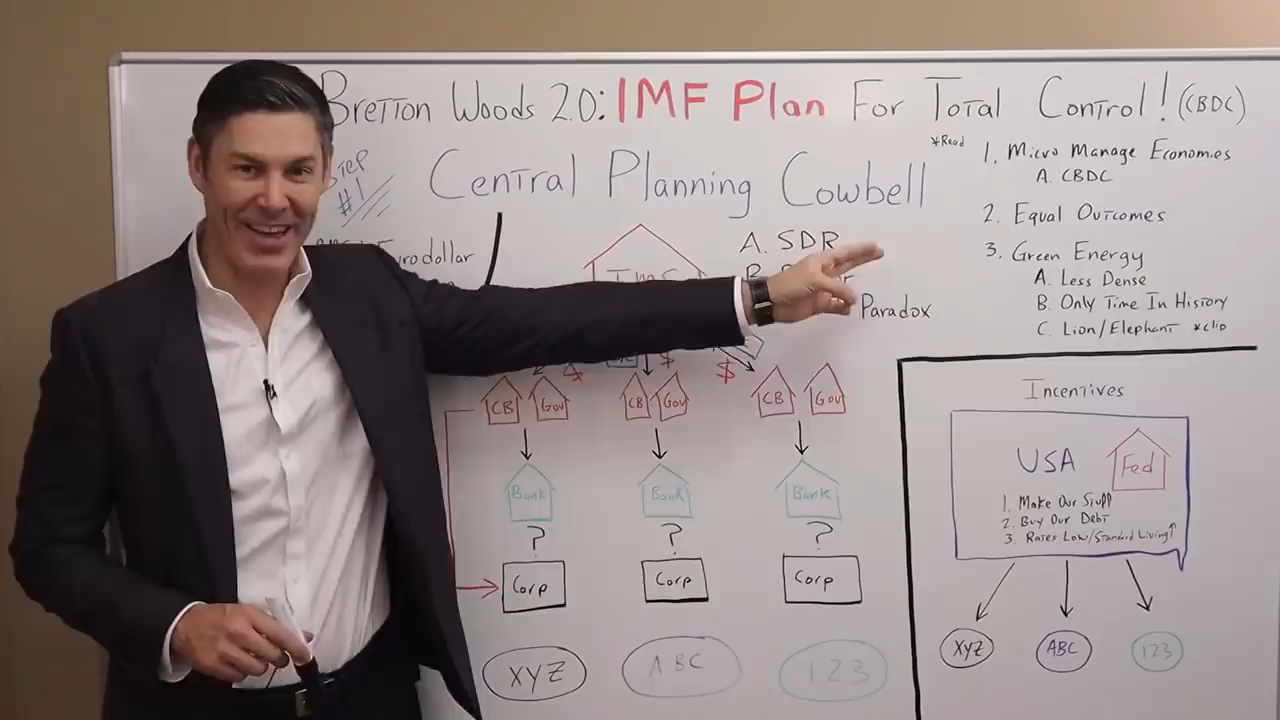 Bretton Woods 2.0: IMF Plan For Total Control! (CBDC)
*Read
Step
#1
Central Planning Cowbell
Eurodollar
A. SDR
B.
Paradox
1. Micro Manage Economies
A. CBDC
2. Equal Outcomes
3. Green Energy
A. Less Dense
B. Only Time In History
C. Lion/Elephant *clip
$ $ $
CB Gov CB Gov CB Gov
Bank Bank Bank
? ? ?
Corp Corp Corp
XYZ ABC 123
Incentives
USA Fed
1. Make Our Stuff
2. Buy Our Debt
3. Rates Low/Standard Living↑
XYZ ABC 123